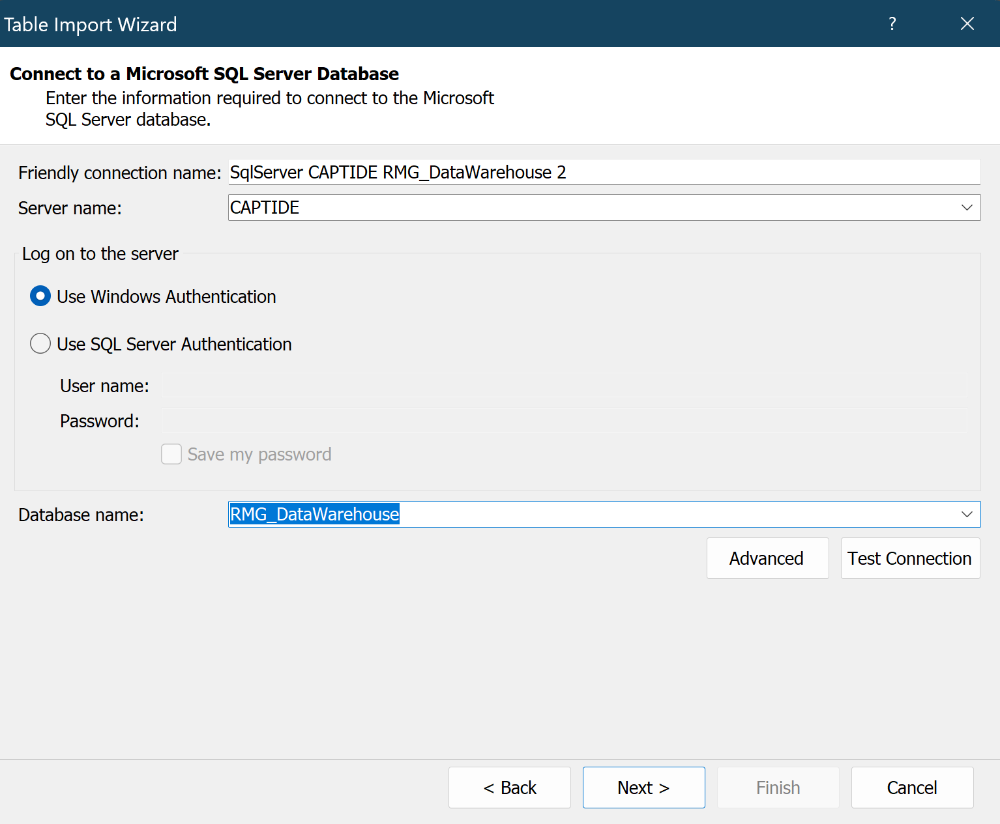 Table Import Wizard
?
Connect to a Microsoft SQL Server Database
Enter the information required to connect to the Microsoft
SQL Server database.
Friendly connection name: SqlServer CAPTIDE RMG_DataWarehouse 2
Server name: CAPTIDE
Log on to the server
Use Windows Authentication
Use SQL Server Authentication
User name:
Password:
Save my password
Database name: RMG_DataWarehouse
Advanced Test Connection
< Back Next > Finish Cancel